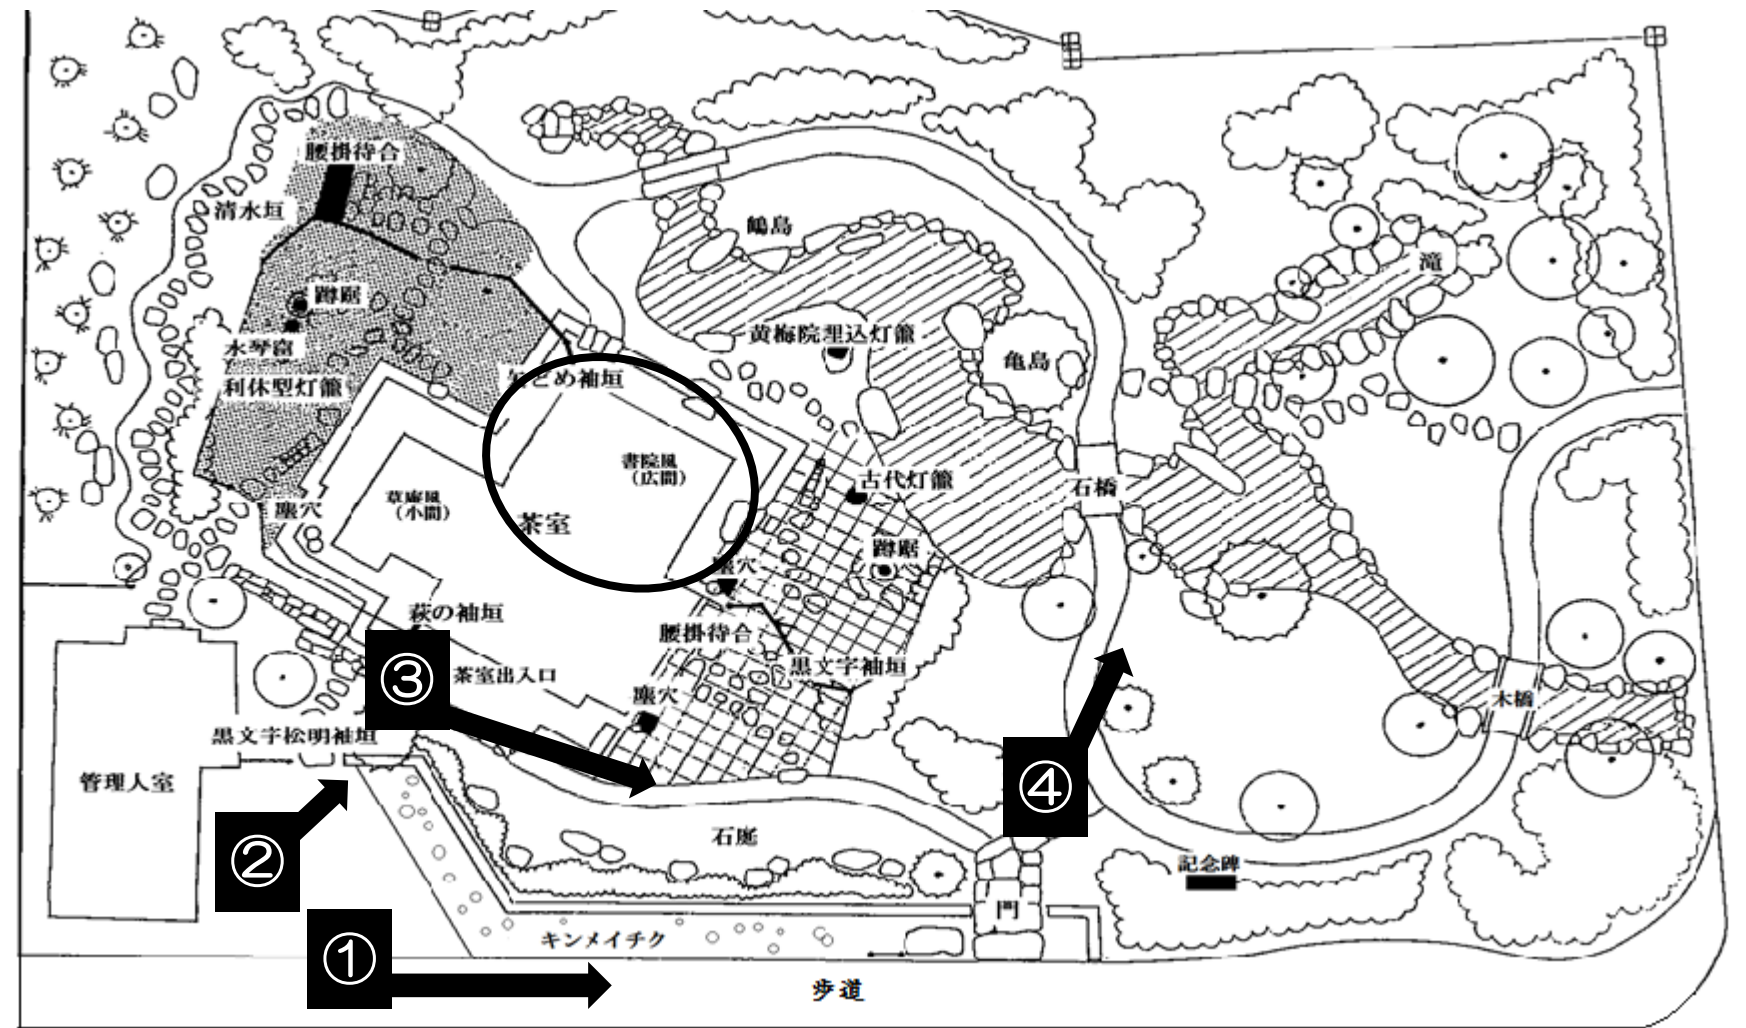 腰掛待合
清水垣
鶴島
滝
蹲踞
水琴窟
黄梅院埋込灯籠
亀島
利休型灯籠
どめ袖垣
書院風
（広間）
古代灯籠
石橋
草庵風
（小間）
塵穴
茶室
蹲踞
塵穴
萩の袖垣
腰掛待合
黒文字袖垣
③
茶室出入口
塵穴
木橋
黒文字松明袖垣
管理人室
④
石庭
②
記念碑
門
キンメイチク
①
歩道